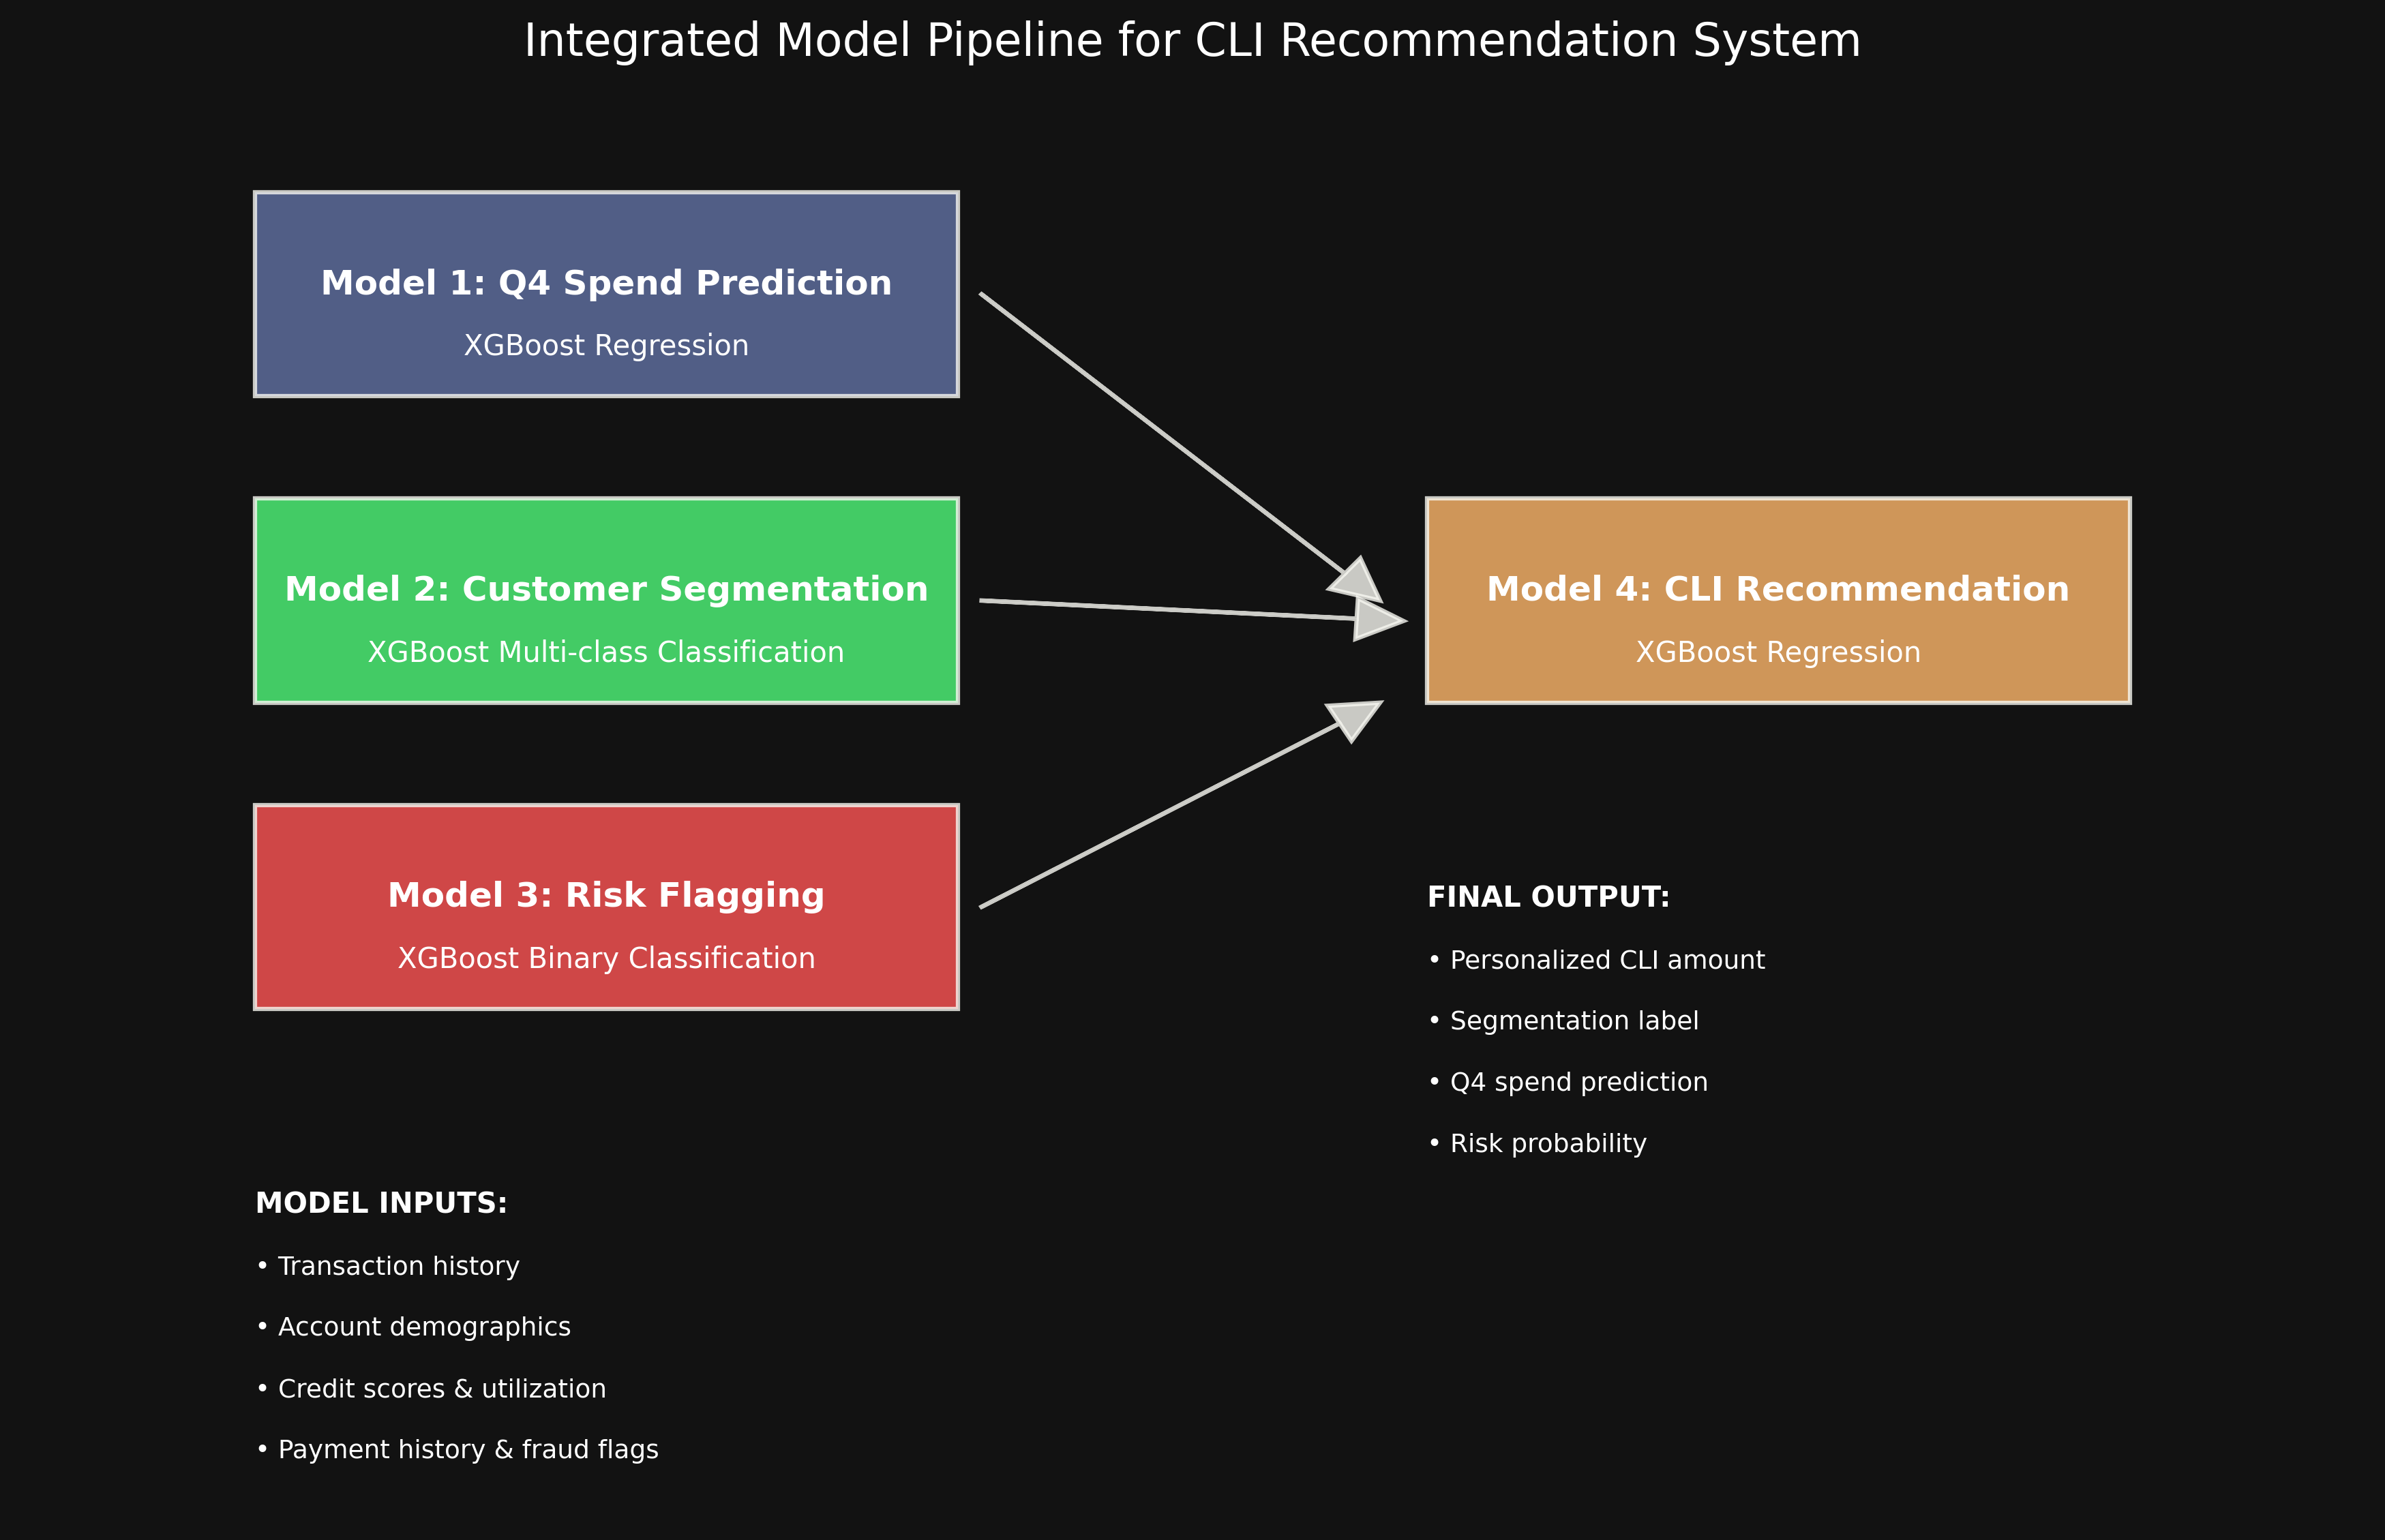 Integrated Model Pipeline for CLI Recommendation System
Model 1: Q4 Spend Prediction
XGBoost Regression
Model 2: Customer Segmentation
XGBoost Multi-class Classification
Model 3: Risk Flagging
XGBoost Binary Classification
Model 4: CLI Recommendation
XGBoost Regression
FINAL OUTPUT:
• Personalized CLI amount
• Segmentation label
• Q4 spend prediction
• Risk probability
MODEL INPUTS:
• Transaction history
• Account demographics
• Credit scores & utilization
• Payment history & fraud flags